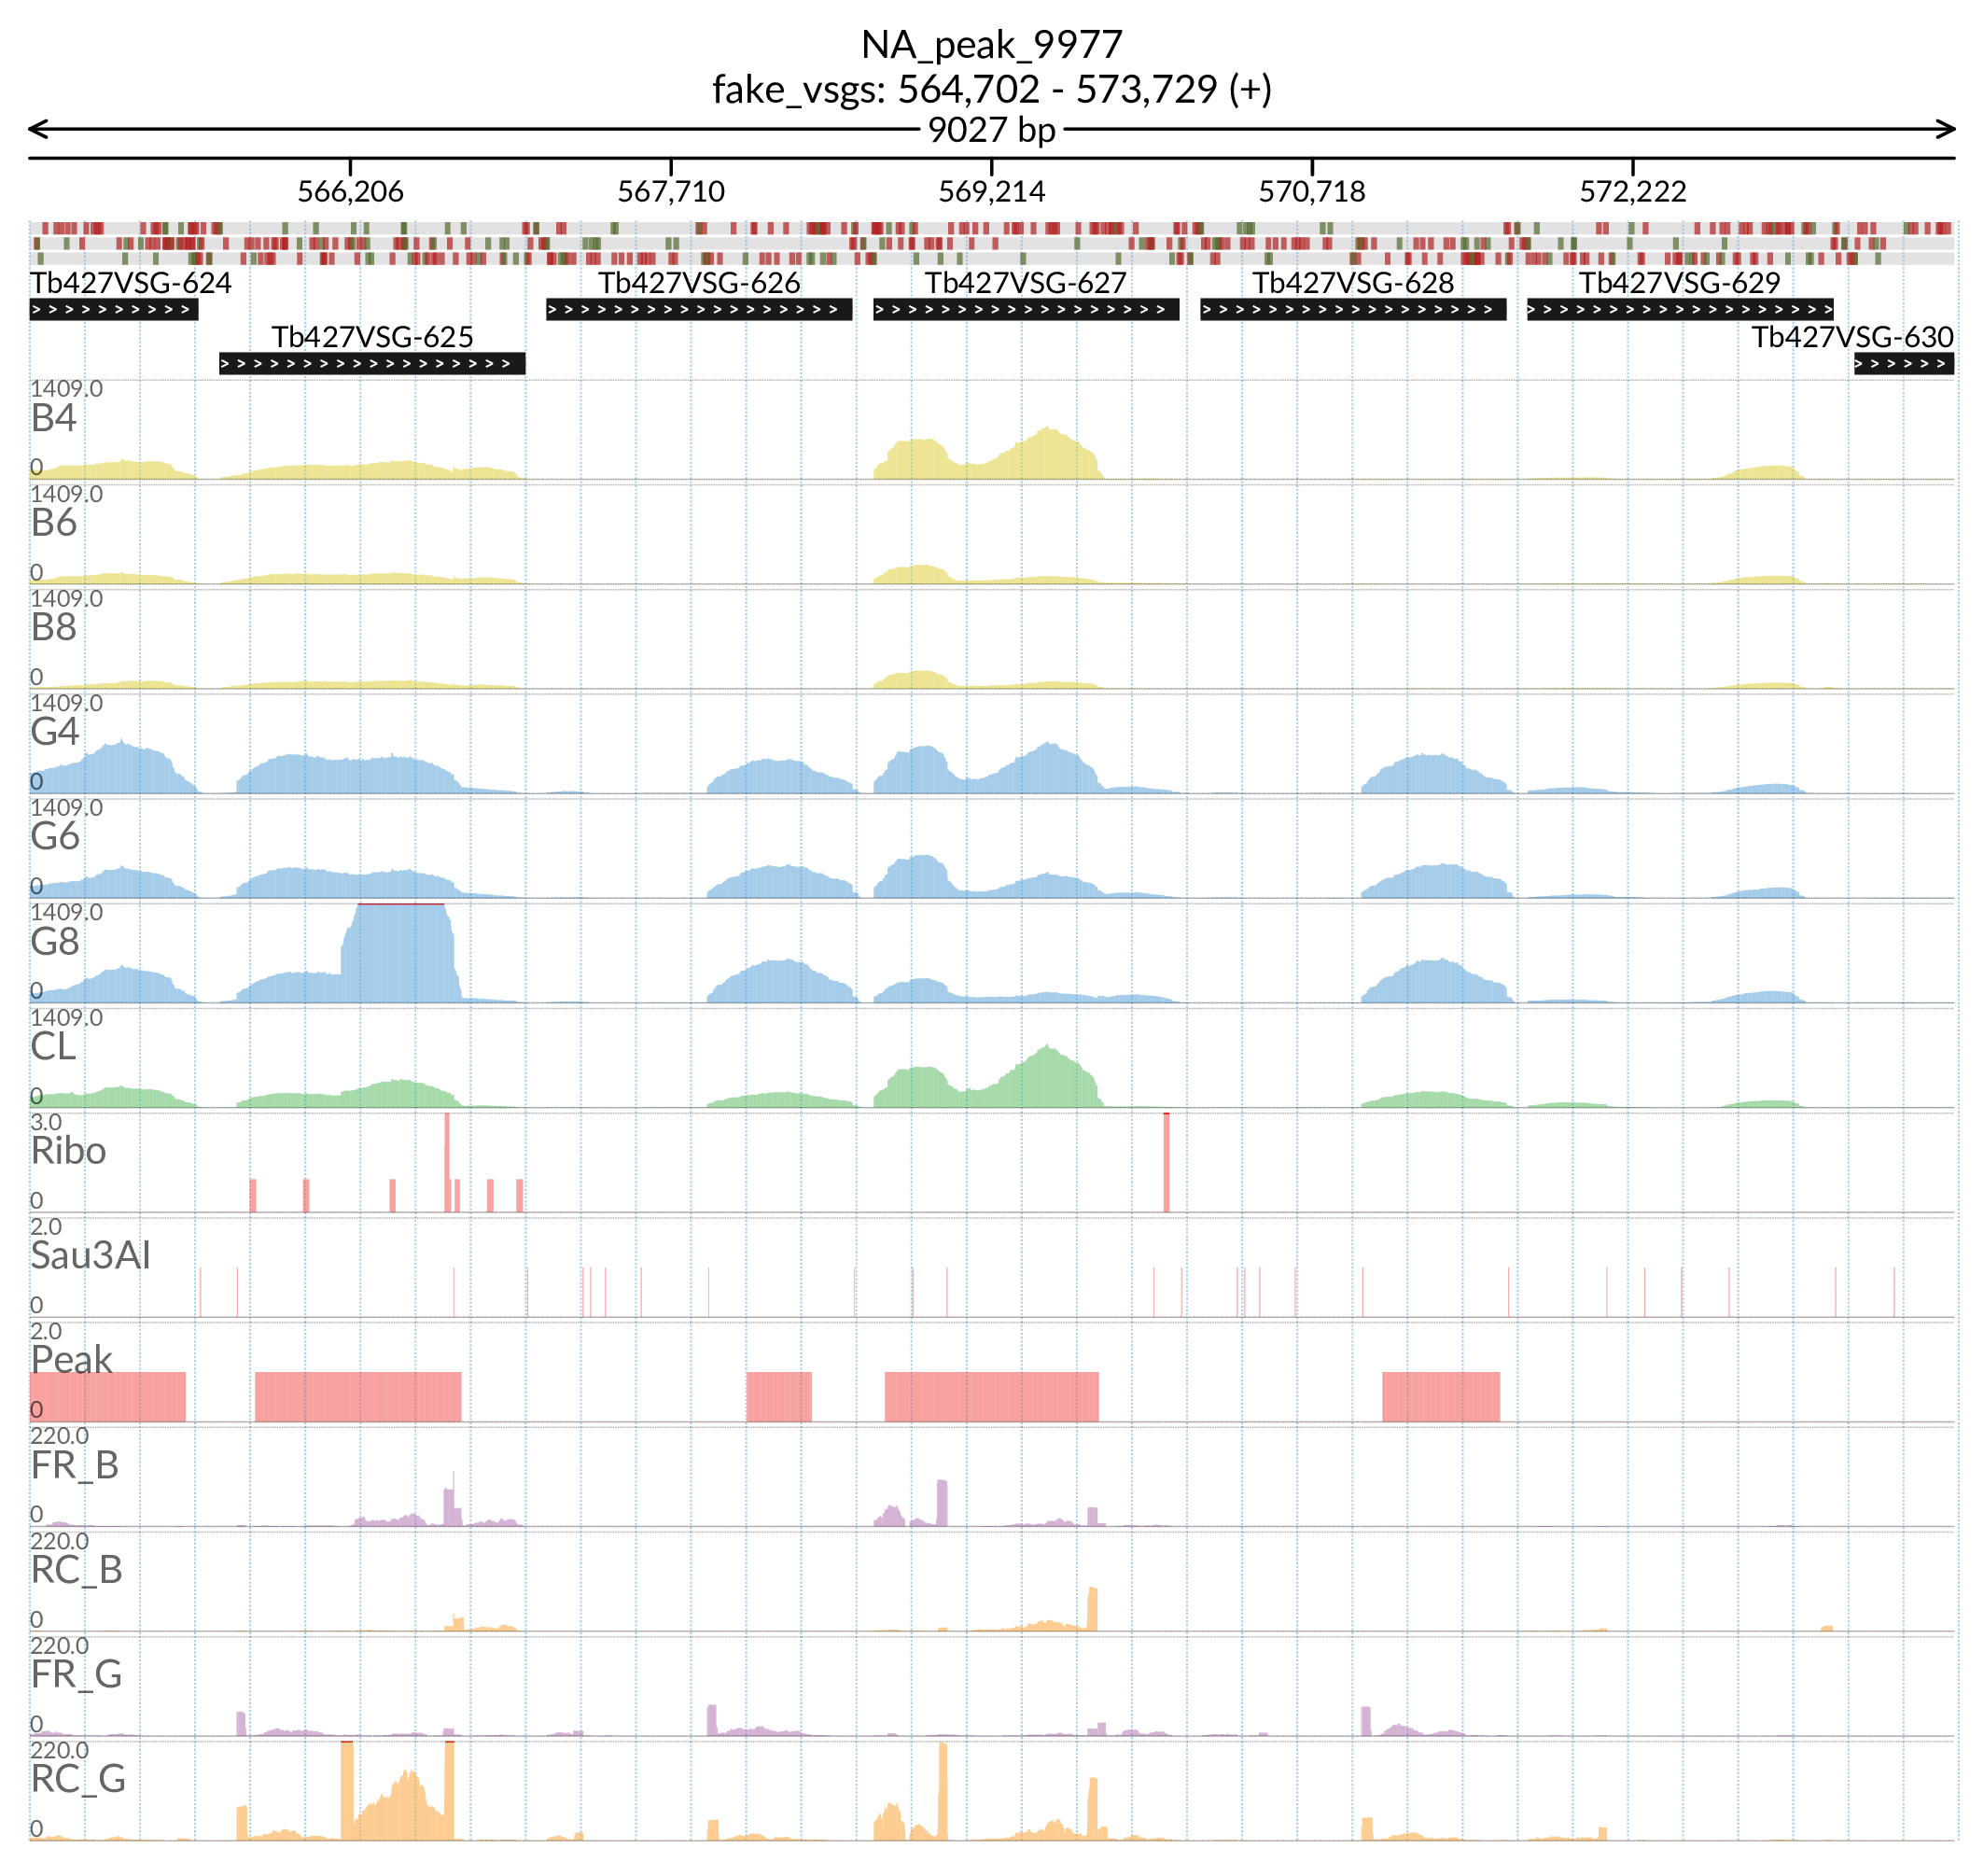 NA_peak_9977
fake_vsgs: 564,702 - 573,729 (+)
9027 bp
566,206 567,710 569,214 570,718 572,222
Tb427VSG-624 Tb427VSG-626 Tb427VSG-627 Tb427VSG-628 Tb427VSG-629
Tb427VSG-625 Tb427VSG-630
1409.0
B4
0
1409.0
B6
0
1409.0
B8
0
1409.0
G4
0
1409.0
G6
0
1409.0
G8
0
1409.0
CL
0
3.0
Ribo
0
2.0
Sau3AI
0
2.0
Peak
0
220.0
FR_B
0
220.0
RC_B
0
220.0
FR_G
0
220.0
RC_G
0